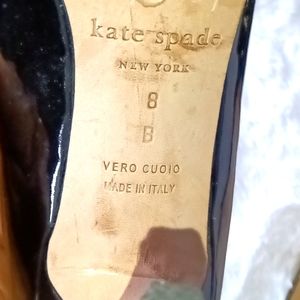 kate spade
NEW YORK
8
B
VERO CUOIO
MADE IN ITALY